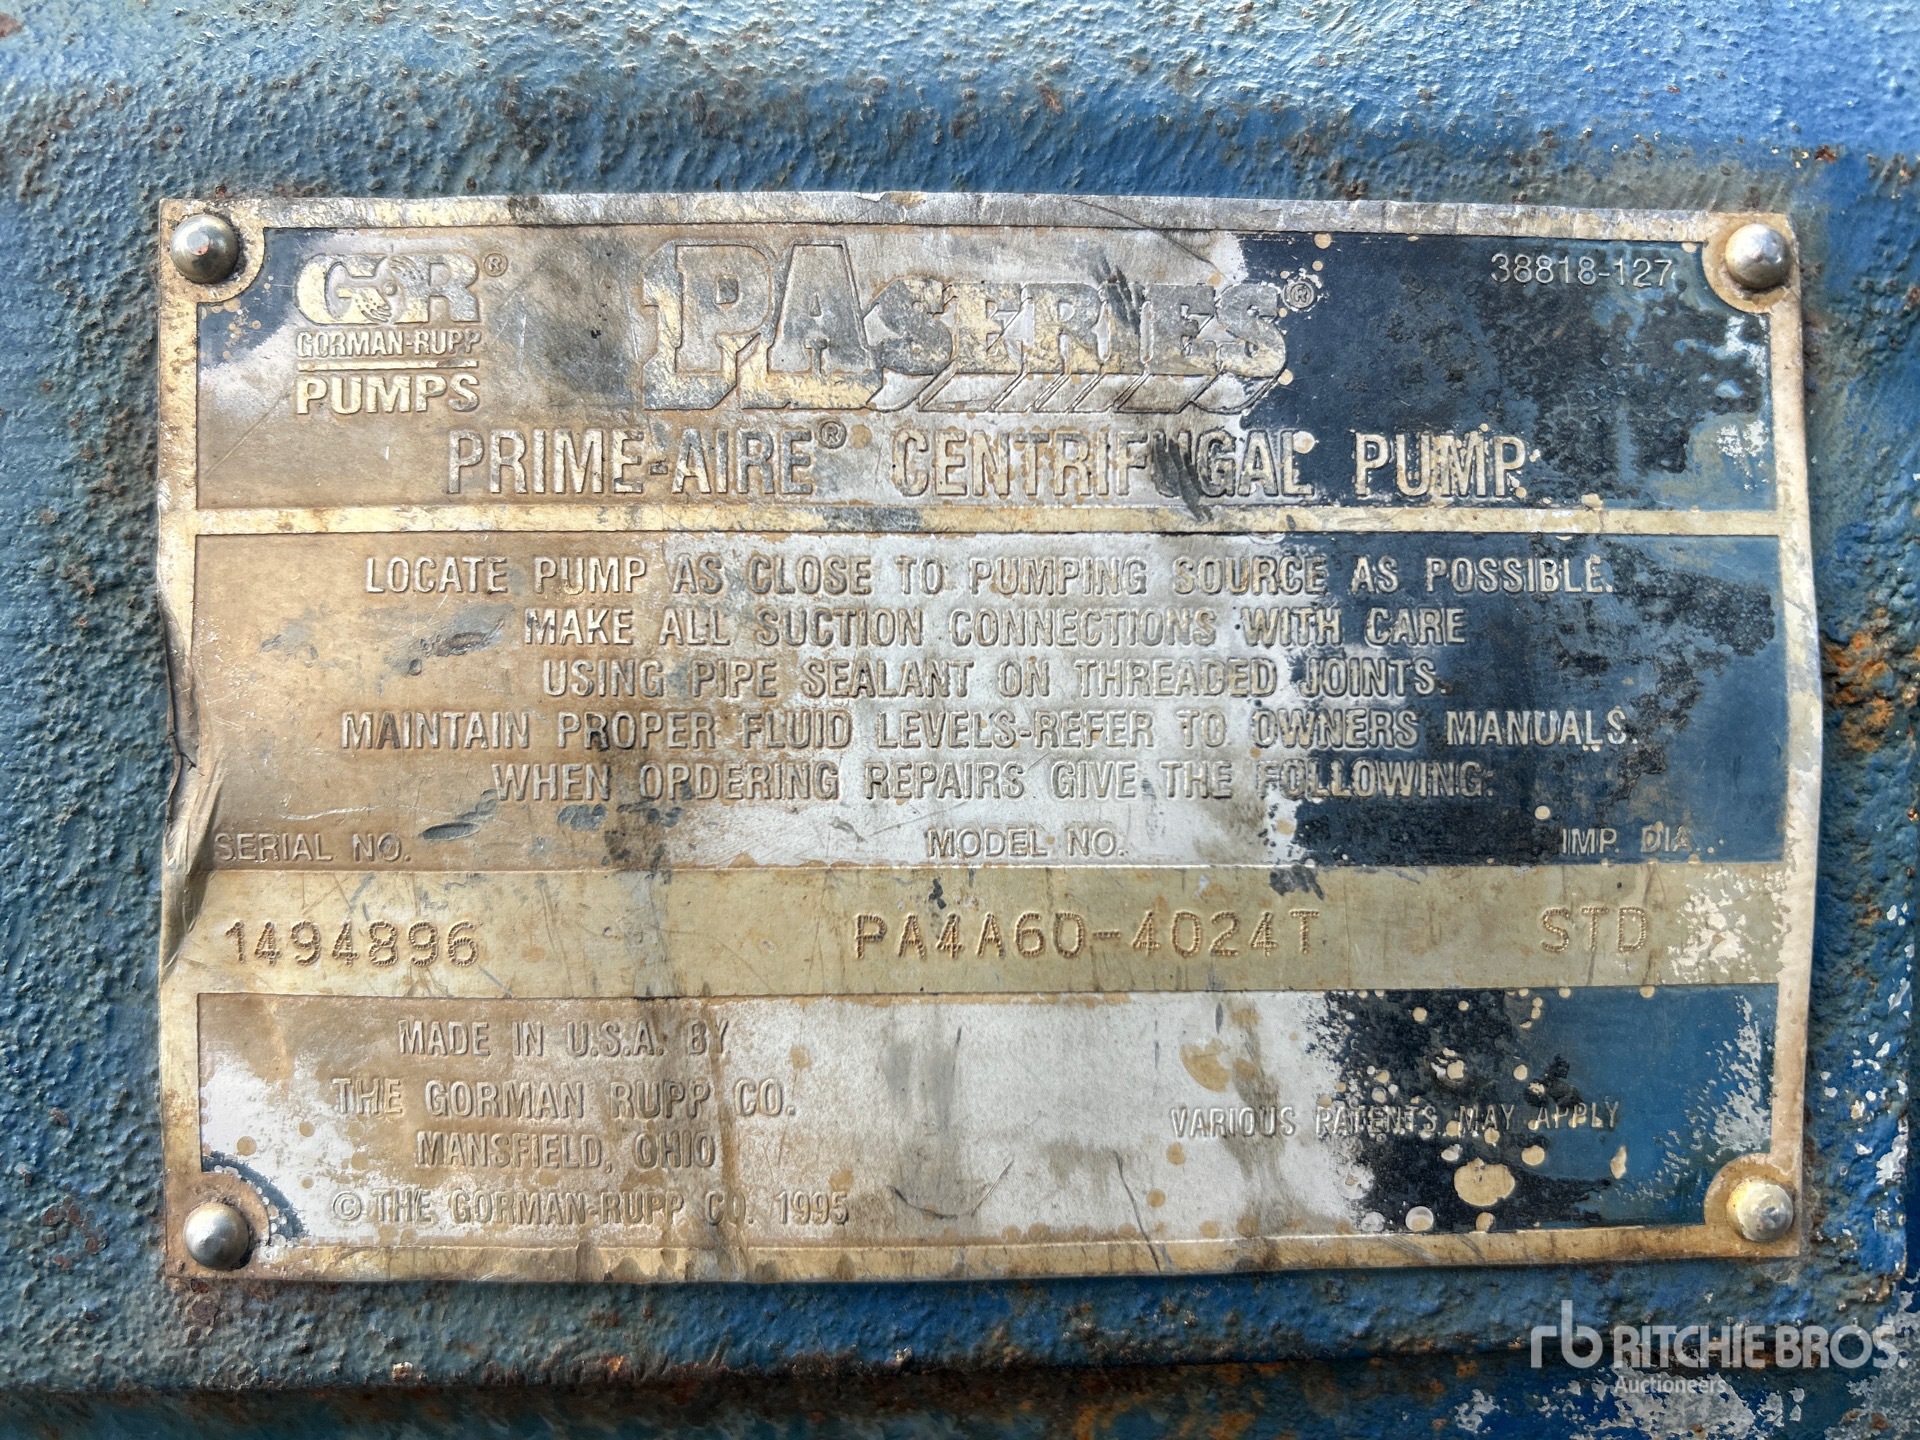 GR®
GORMAN-RUPP
PUMPS
PA SERIES®
38818-127
PRIME-AIRE® CENTRIFUGAL PUMP
LOCATE PUMP AS CLOSE TO PUMPING SOURCE AS POSSIBLE.
MAKE ALL SUCTION CONNECTIONS WITH CARE
USING PIPE SEALANT ON THREADED JOINTS.
MAINTAIN PROPER FLUID LEVELS-REFER TO OWNERS MANUALS.
WHEN ORDERING REPAIRS GIVE THE FOLLOWING:
SERIAL NO. MODEL NO. IMP. DIA.
1494896 PA4A60-4024T STD
MADE IN U.S.A. BY
THE GORMAN RUPP CO.
MANSFIELD, OHIO
© THE GORMAN-RUPP CO. 1995
VARIOUS PATENTS MAY APPLY
rb RITCHIE BROS.
Auctioneers